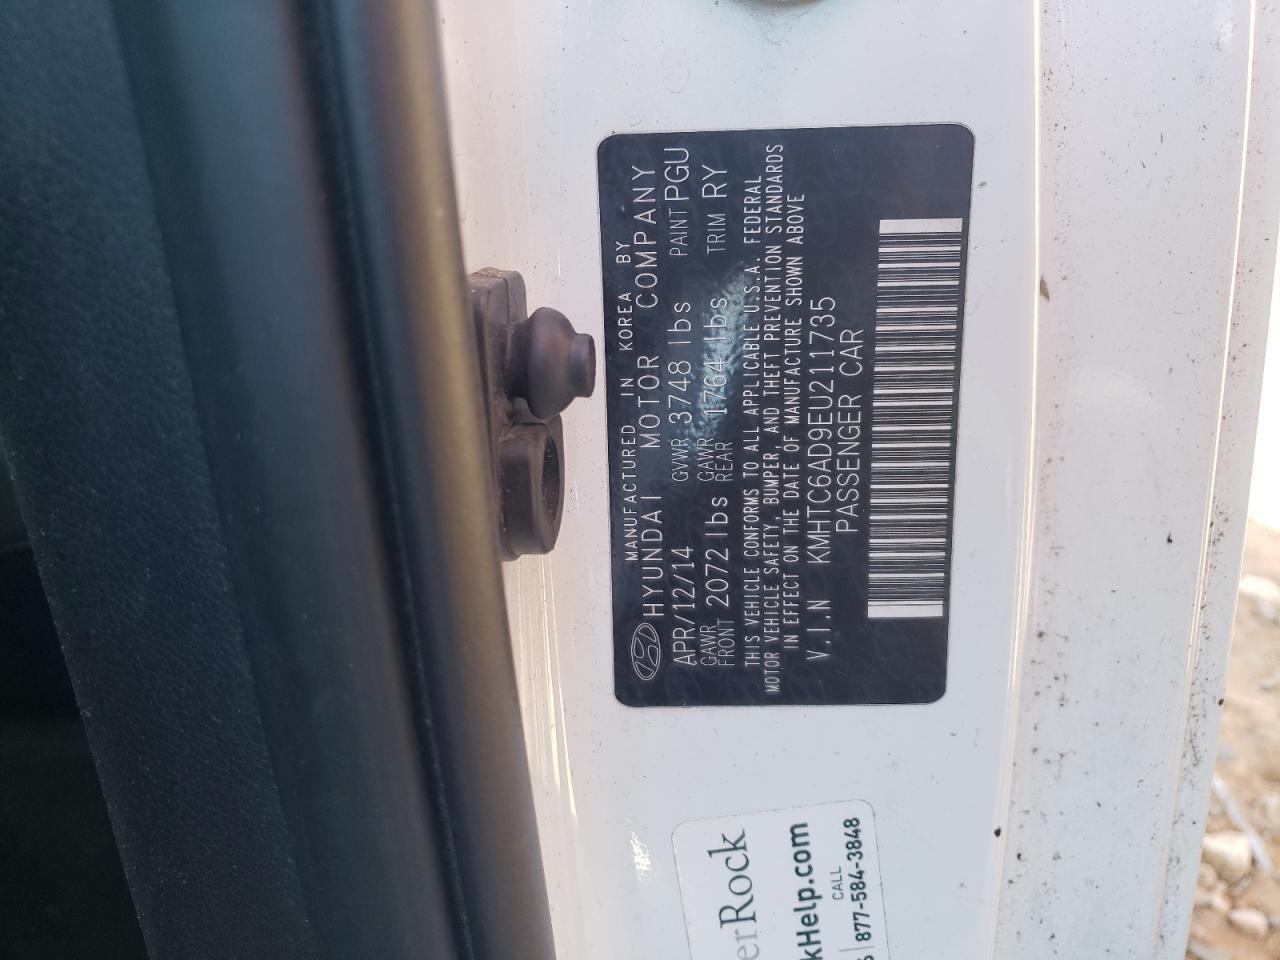 MANUFACTURED IN KOREA BY
HYUNDAI MOTOR COMPANY
APR/12/14 GVWR 3748 lbs PAINT PGU
GAWR FRONT 2072 lbs GAWR REAR 1764 lbs TRIM RY
THIS VEHICLE CONFORMS TO ALL APPLICABLE U.S.A. FEDERAL
MOTOR VEHICLE SAFETY, BUMPER, AND THEFT PREVENTION STANDARDS
IN EFFECT ON THE DATE OF MANUFACTURE SHOWN ABOVE
V.I.N KMHTC6AD9EU211735
PASSENGER CAR
erRock
kHelp.com
CALL
877-584-3848